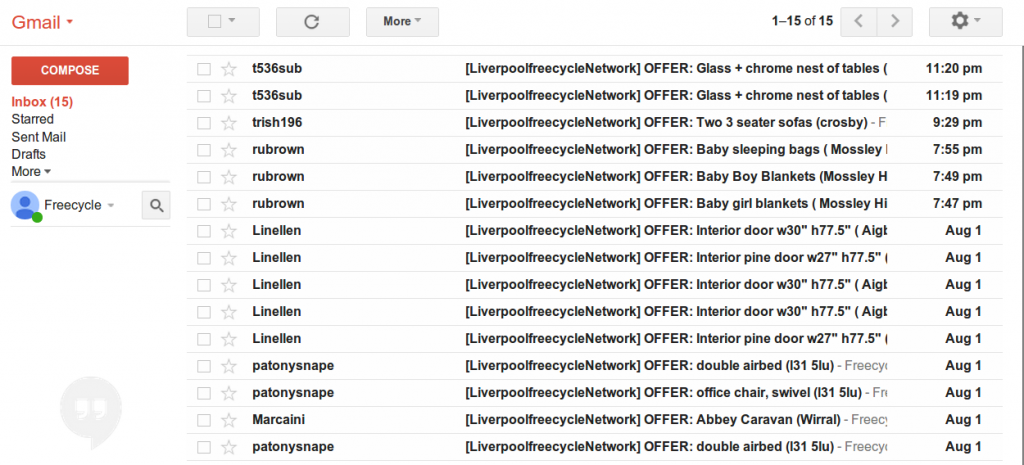 Gmail
More
1–15 of 15
COMPOSE
Inbox (15)
Starred
Sent Mail
Drafts
More
Freecycle
t536sub [LiverpoolfreecycleNetwork] OFFER: Glass + chrome nest of tables ( 11:20 pm
t536sub [LiverpoolfreecycleNetwork] OFFER: Glass + chrome nest of tables ( 11:19 pm
trish196 [LiverpoolfreecycleNetwork] OFFER: Two 3 seater sofas (crosby) - F 9:29 pm
rubrown [LiverpoolfreecycleNetwork] OFFER: Baby sleeping bags ( Mossley 7:55 pm
rubrown [LiverpoolfreecycleNetwork] OFFER: Baby Boy Blankets (Mossley H 7:49 pm
rubrown [LiverpoolfreecycleNetwork] OFFER: Baby girl blankets ( Mossley Hi 7:47 pm
Linellen [LiverpoolfreecycleNetwork] OFFER: Interior door w30" h77.5" ( Aigb Aug 1
Linellen [LiverpoolfreecycleNetwork] OFFER: Interior pine door w27" h77.5" ( Aug 1
Linellen [LiverpoolfreecycleNetwork] OFFER: Interior door w30" h77.5" ( Aigb Aug 1
Linellen [LiverpoolfreecycleNetwork] OFFER: Interior door w30" h77.5" ( Aigb Aug 1
Linellen [LiverpoolfreecycleNetwork] OFFER: Interior pine door w27" h77.5" ( Aug 1
patonysnape [LiverpoolfreecycleNetwork] OFFER: double airbed (l31 5lu) - Freecyc Aug 1
patonysnape [LiverpoolfreecycleNetwork] OFFER: office chair, swivel (l31 5lu) - Fre Aug 1
Marcaini [LiverpoolfreecycleNetwork] OFFER: Abbey Caravan (Wirral) - Freecyc Aug 1
patonysnape [LiverpoolfreecycleNetwork] OFFER: double airbed (l31 5lu) - Freecyc Aug 1